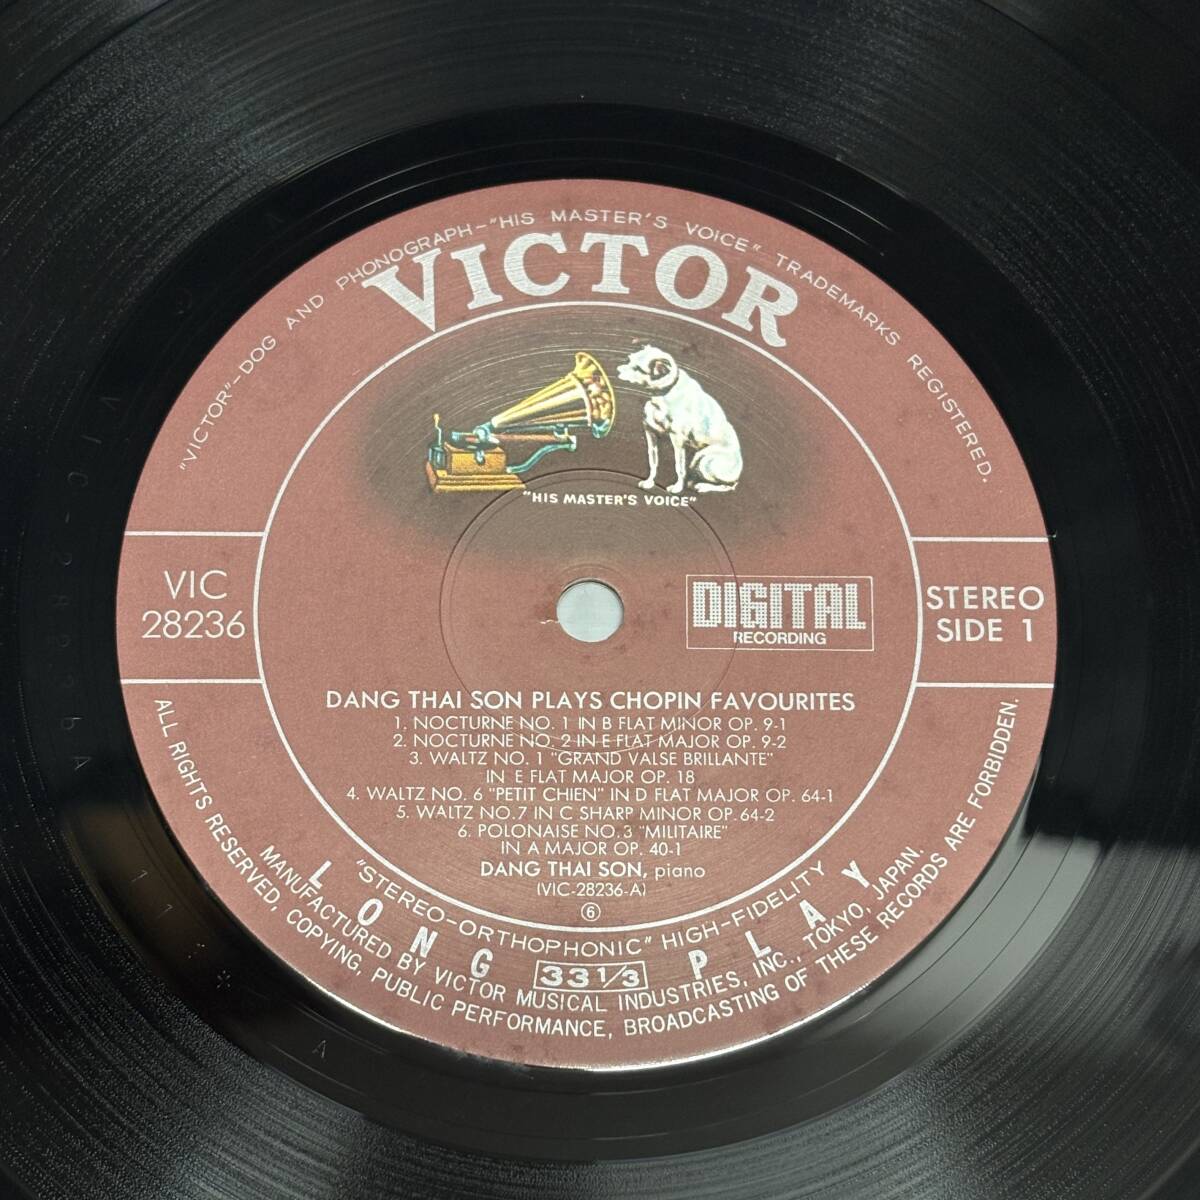 "VICTOR"-DOG AND PHONOGRAPH-"HIS MASTER'S VOICE" TRADEMARKS REGISTERED.
VICTOR
"HIS MASTER'S VOICE"
VIC
28236
DIGITAL
RECORDING
STEREO
SIDE 1
DANG THAI SON PLAYS CHOPIN FAVOURITES
1. NOCTURNE NO. 1 IN B FLAT MINOR OP. 9-1
2. NOCTURNE NO. 2 IN E FLAT MAJOR OP. 9-2
3. WALTZ NO. 1 "GRAND VALSE BRILLANTE"
IN E FLAT MAJOR OP. 18
4. WALTZ NO. 6 "PETIT CHIEN" IN D FLAT MAJOR OP. 64-1
5. WALTZ NO.7 IN C SHARP MINOR OP. 64-2
6. POLONAISE NO.3 "MILITAIRE"
IN A MAJOR OP. 40-1
DANG THAI SON, piano
(VIC-28236-A)
6
"STEREO-ORTHOPHONIC" HIGH-FIDELITY
LONG 33 1/3 PLAY
MANUFACTURED BY VICTOR MUSICAL INDUSTRIES, INC., TOKYO, JAPAN.
ALL RIGHTS RESERVED, COPYING, PUBLIC PERFORMANCE, BROADCASTING OF THESE RECORDS ARE FORBIDDEN.